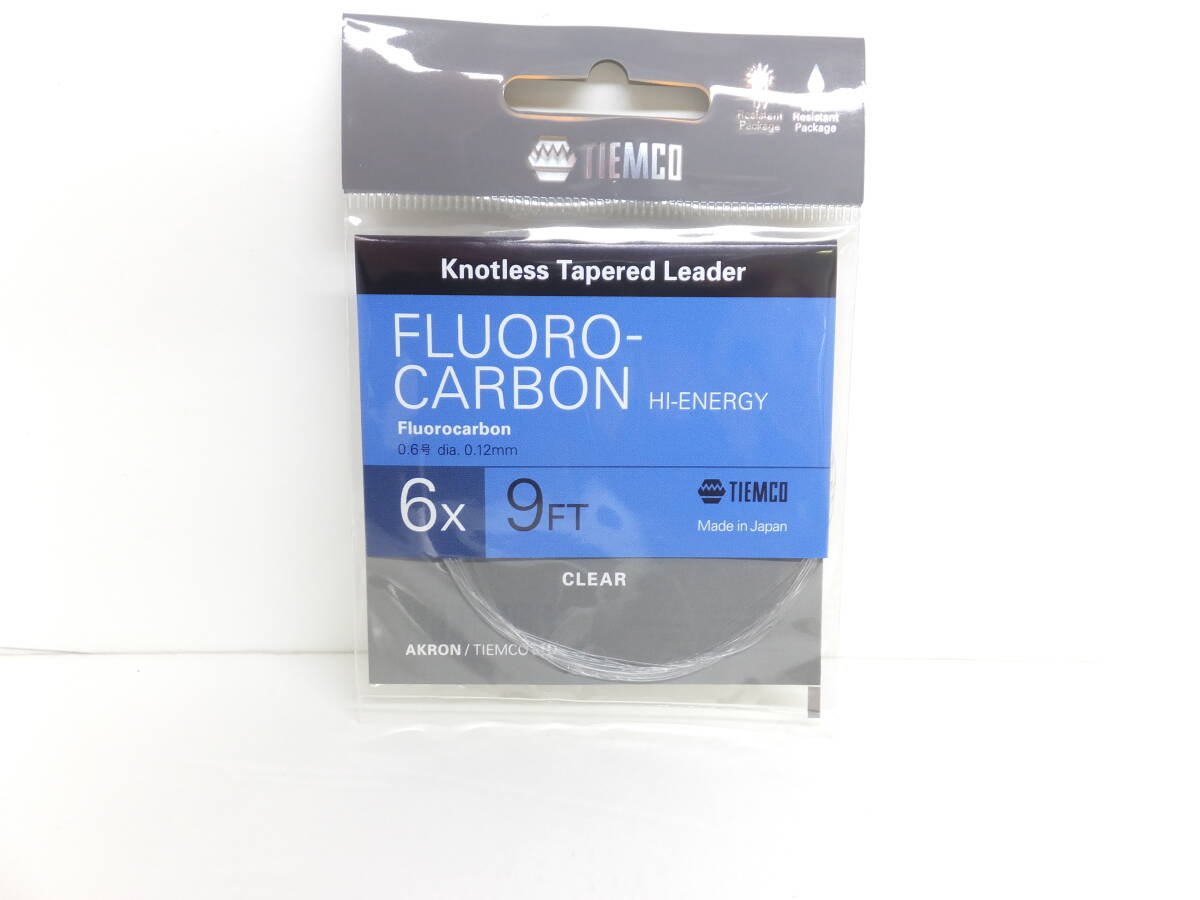 Resistant
Package
Resistant
Package
TIEMCO
Knotless Tapered Leader
FLUORO-
CARBON HI-ENERGY
Fluorocarbon
0.6号 dia. 0.12mm
6X 9FT
TIEMCO
Made in Japan
CLEAR
AKRON / TIEMCO